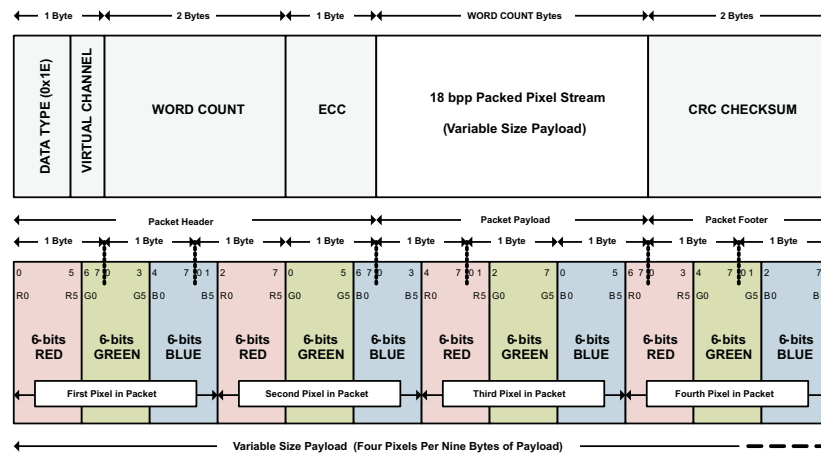 1 Byte 2 Bytes 1 Byte WORD COUNT Bytes 2 Bytes
DATA TYPE (0x1E)
VIRTUAL CHANNEL
WORD COUNT
ECC
18 bpp Packed Pixel Stream
(Variable Size Payload)
CRC CHECKSUM
Packet Header Packet Payload Packet Footer
1 Byte 1 Byte 1 Byte 1 Byte 1 Byte 1 Byte 1 Byte 1 Byte 1 Byte
0 5 6 7 0 3 4 7 0 1 2 7 0 5 6 7 0 3 4 7 0 1 2 7 0 5 6 7 0 3 4 7 0 1 2 7
R0 R5 G0 G5 B0 B5 R0 R5 G0 G5 B0 B5 R0 R5 G0 G5 B0 B5 R0 R5 G0 G5 B0 B
6-bits 6-bits 6-bits 6-bits 6-bits 6-bits 6-bits 6-bits 6-bits 6-bits 6-bits 6-bits
RED GREEN BLUE RED GREEN BLUE RED GREEN BLUE RED GREEN BLUE
First Pixel in Packet Second Pixel in Packet Third Pixel in Packet Fourth Pixel in Packet
Variable Size Payload (Four Pixels Per Nine Bytes of Payload)